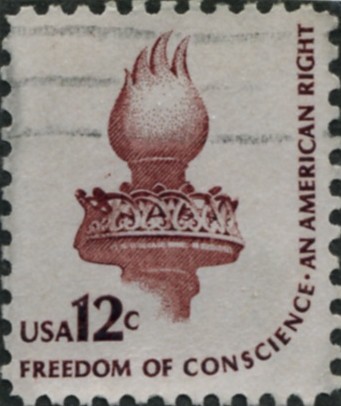 USA 12c
FREEDOM OF CONSCIENCE · AN AMERICAN RIGHT